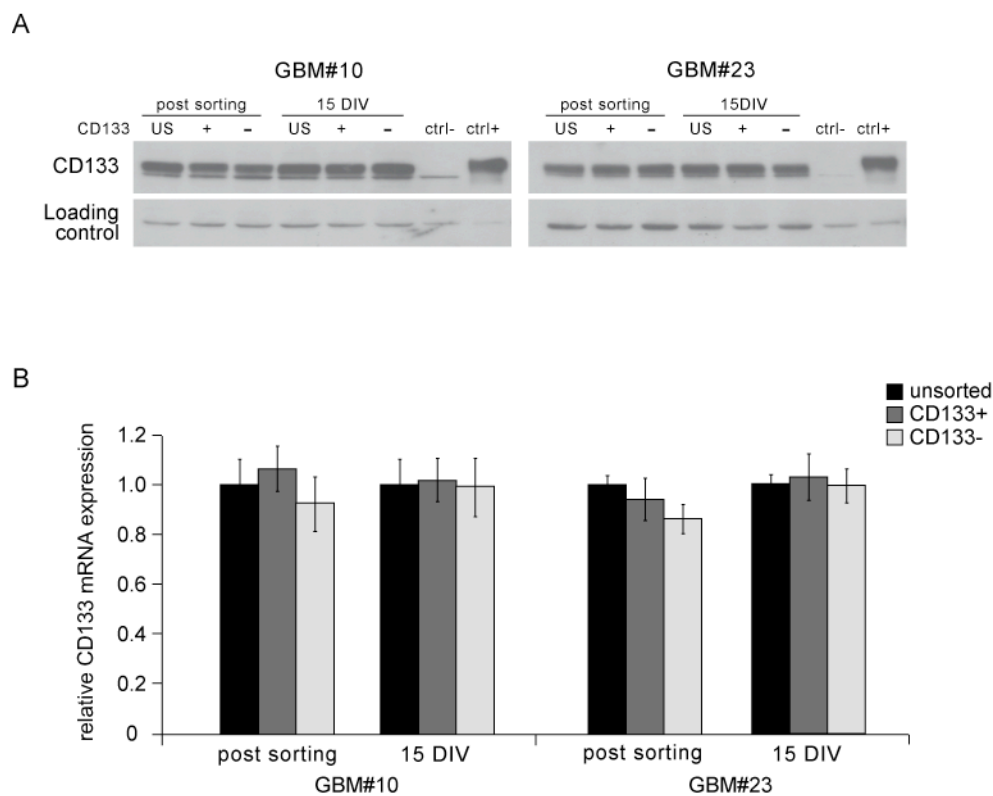 A
GBM#10 GBM#23
post sorting 15 DIV post sorting 15DIV
CD133 US + - US + - ctrl- ctrl+ US + - US + - ctrl- ctrl+
CD133
Loading
control
B
unsorted
CD133+
CD133-
relative CD133 mRNA expression
1.2
1.0
0.8
0.6
0.4
0.2
0
post sorting 15 DIV post sorting 15 DIV
GBM#10 GBM#23